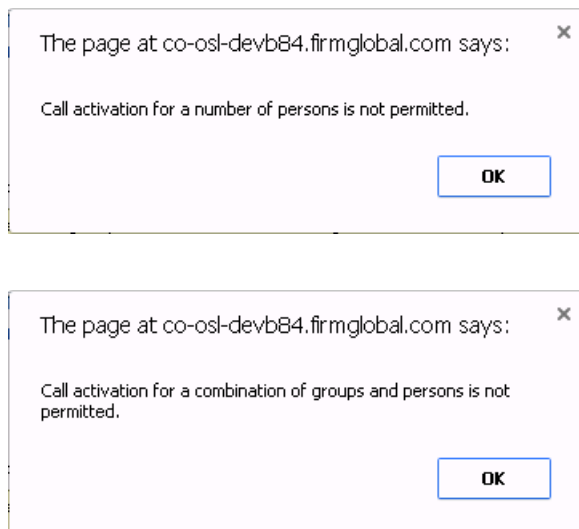 The page at co-osl-devb84.firmglobal.com says:
Call activation for a number of persons is not permitted.
OK
The page at co-osl-devb84.firmglobal.com says:
Call activation for a combination of groups and persons is not
permitted.
OK